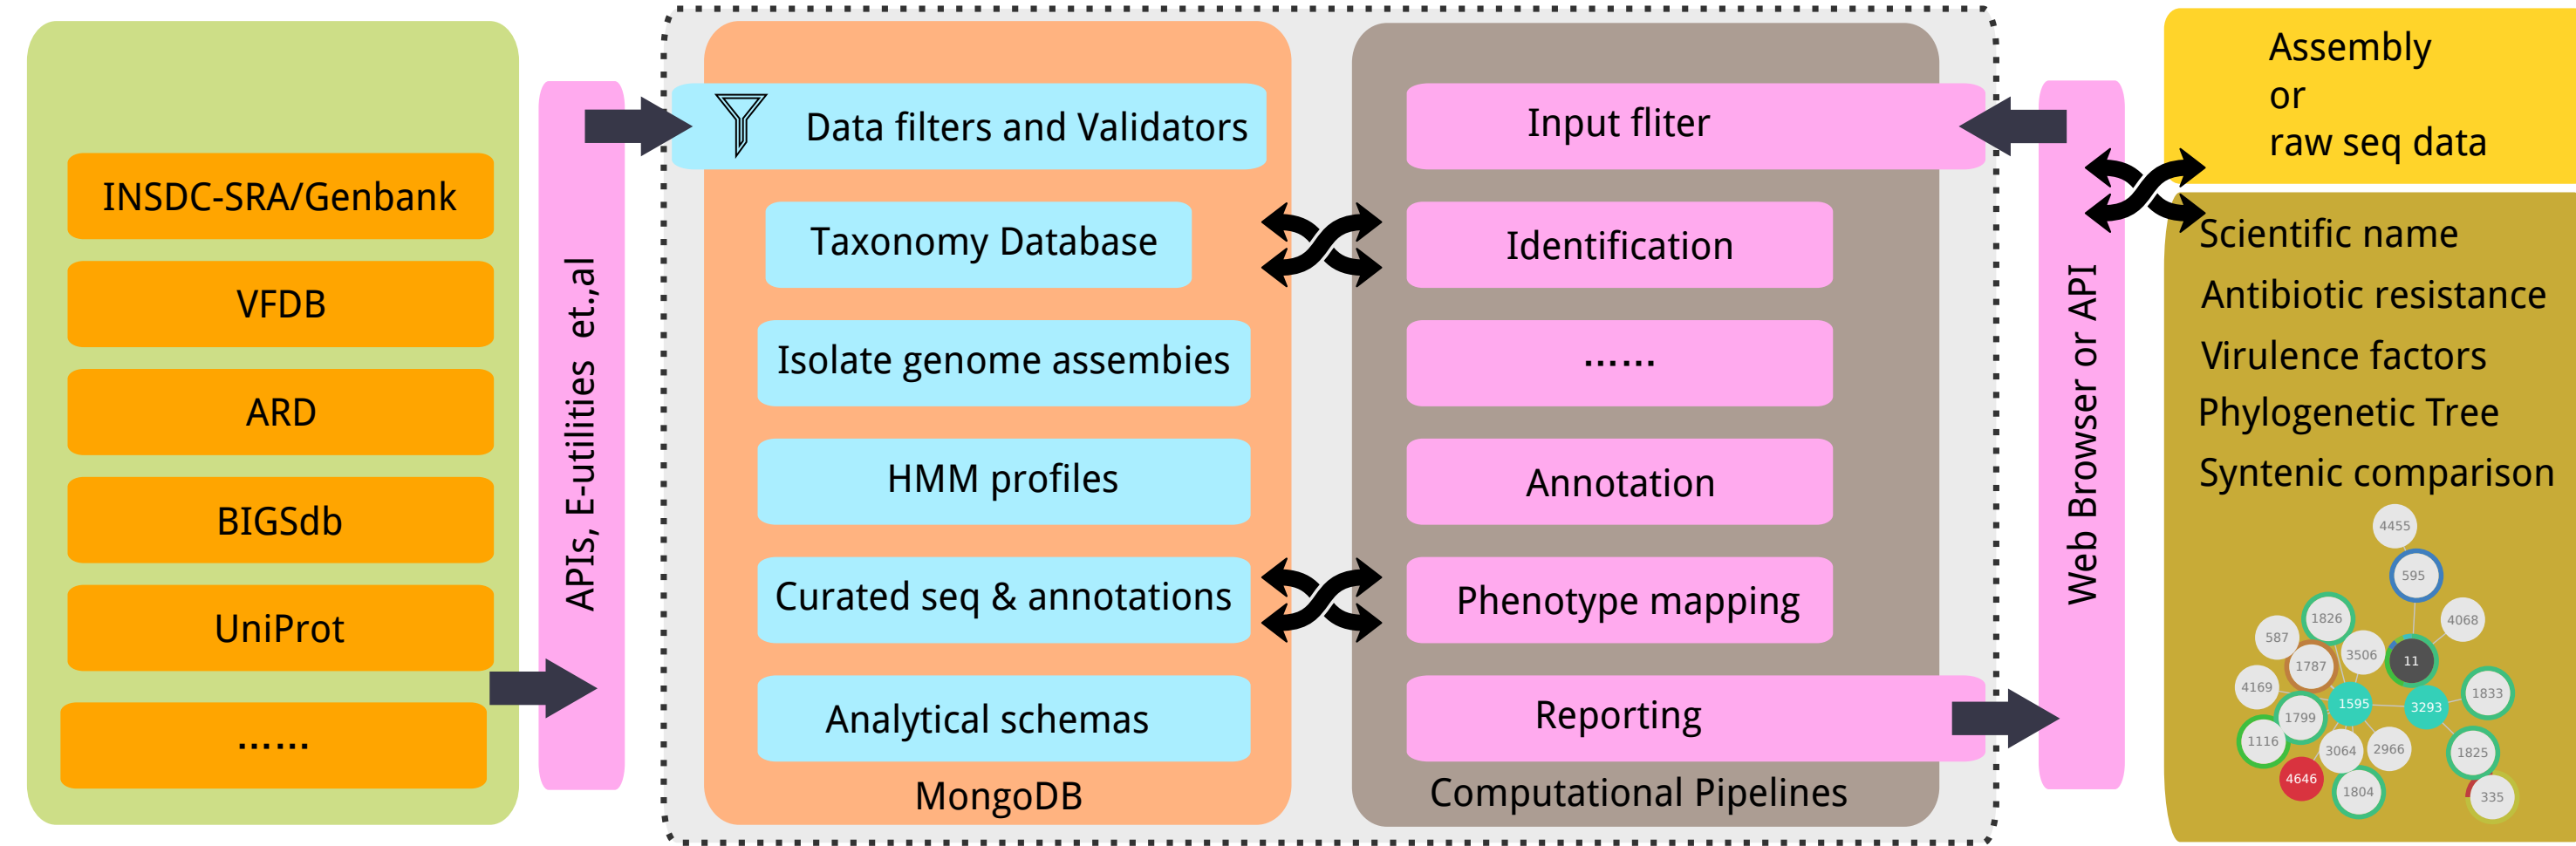 INSDC-SRA/Genbank
VFDB
ARD
BIGSdb
UniProt
......
APIs, E-utilities et.,al
Data filters and Validators
Taxonomy Database
Isolate genome assembies
HMM profiles
Curated seq & annotations
Analytical schemas
MongoDB
Input fliter
Identification
......
Annotation
Phenotype mapping
Reporting
Computational Pipelines
Web Browser or API
Assembly
or
raw seq data
Scientific name
Antibiotic resistance
Virulence factors
Phylogenetic Tree
Syntenic comparison
4455
595
4068
1826
587
3506
11
1787
4169
1833
1595
3293
1799
1116
3064
2966
1825
4646
1804
335